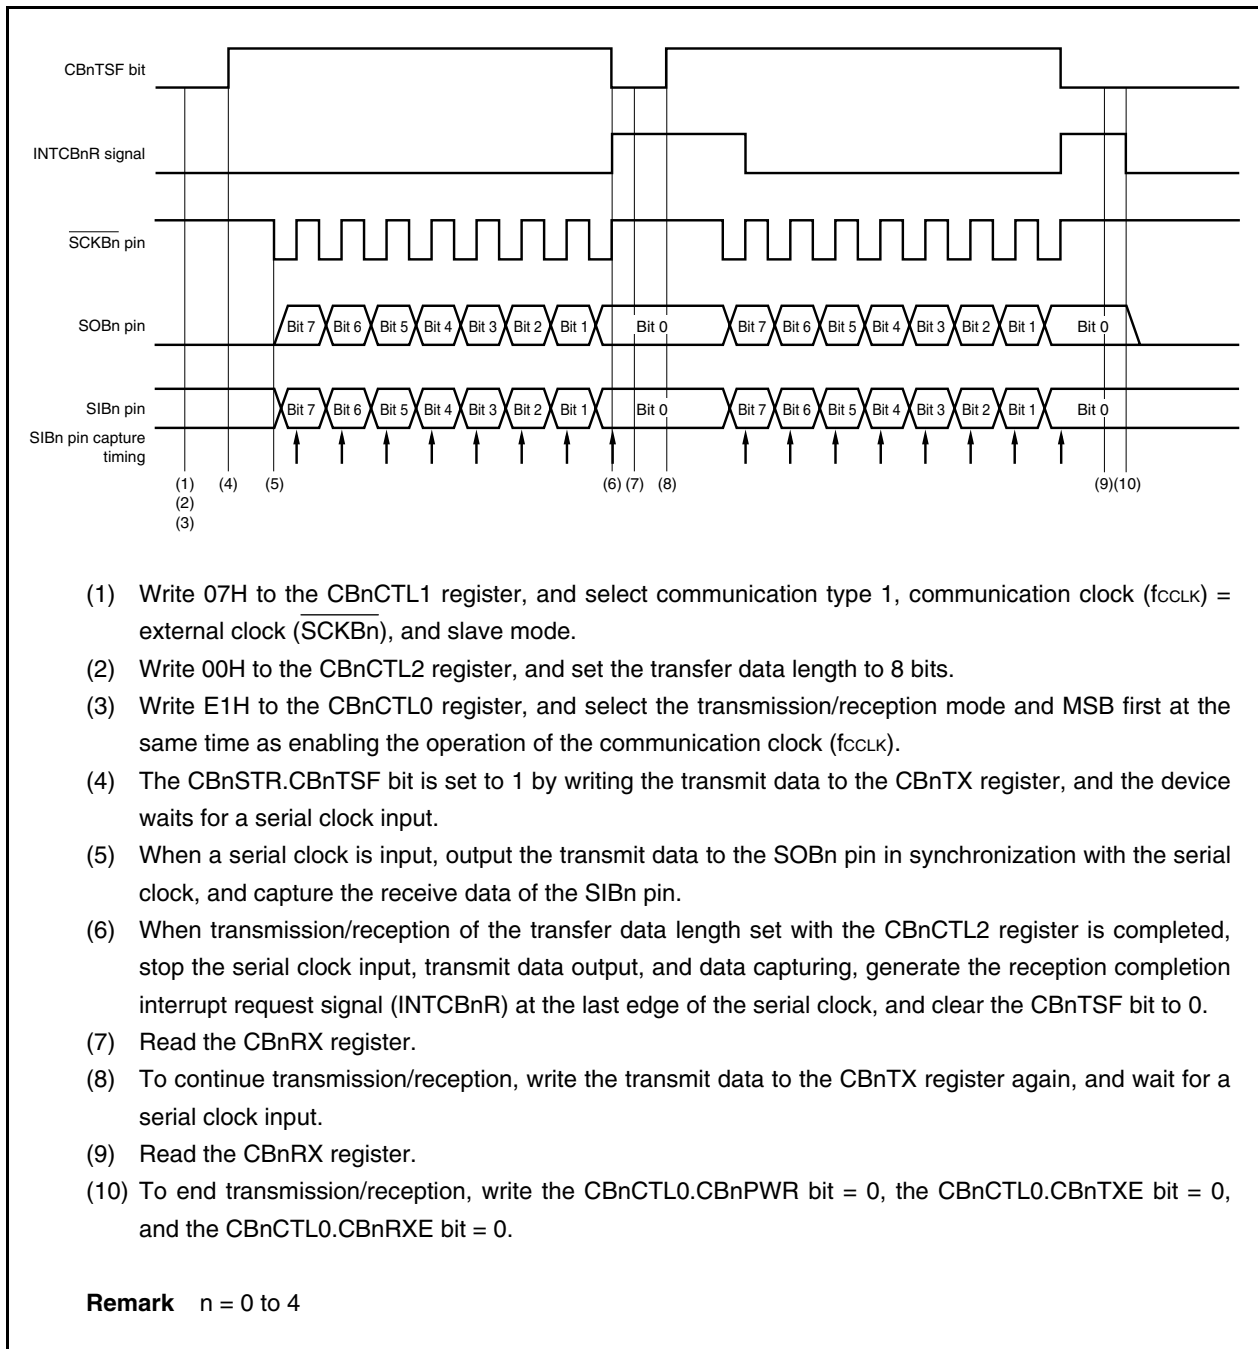 CBnTSF bit
INTCBnR signal
SCKBn pin
SOBn pin
Bit 7 Bit 6 Bit 5 Bit 4 Bit 3 Bit 2 Bit 1 Bit 0 Bit 7 Bit 6 Bit 5 Bit 4 Bit 3 Bit 2 Bit 1 Bit 0
SIBn pin
Bit 7 Bit 6 Bit 5 Bit 4 Bit 3 Bit 2 Bit 1 Bit 0 Bit 7 Bit 6 Bit 5 Bit 4 Bit 3 Bit 2 Bit 1 Bit 0
SIBn pin capture
timing
(1) (4) (5) (6) (7) (8) (9) (10)
(2)
(3)
(1) Write 07H to the CBnCTL1 register, and select communication type 1, communication clock (fCCLK) =
external clock (SCKBn), and slave mode.
(2) Write 00H to the CBnCTL2 register, and set the transfer data length to 8 bits.
(3) Write E1H to the CBnCTL0 register, and select the transmission/reception mode and MSB first at the
same time as enabling the operation of the communication clock (fCCLK).
(4) The CBnSTR.CBnTSF bit is set to 1 by writing the transmit data to the CBnTX register, and the device
waits for a serial clock input.
(5) When a serial clock is input, output the transmit data to the SOBn pin in synchronization with the serial
clock, and capture the receive data of the SIBn pin.
(6) When transmission/reception of the transfer data length set with the CBnCTL2 register is completed,
stop the serial clock input, transmit data output, and data capturing, generate the reception completion
interrupt request signal (INTCBnR) at the last edge of the serial clock, and clear the CBnTSF bit to 0.
(7) Read the CBnRX register.
(8) To continue transmission/reception, write the transmit data to the CBnTX register again, and wait for a
serial clock input.
(9) Read the CBnRX register.
(10) To end transmission/reception, write the CBnCTL0.CBnPWR bit = 0, the CBnCTL0.CBnTXE bit = 0,
and the CBnCTL0.CBnRXE bit = 0.
Remark n = 0 to 4